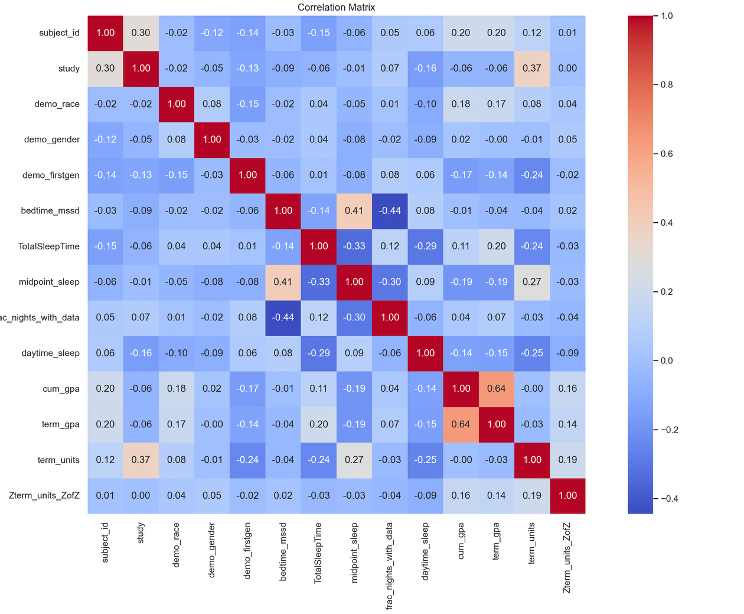 Correlation Matrix
subject_id 1.00 0.30 -0.02 -0.12 -0.14 -0.03 -0.15 -0.06 0.05 0.06 0.20 0.20 0.12 0.01
study 0.30 1.00 -0.02 -0.05 -0.13 -0.09 -0.06 -0.01 0.07 -0.16 -0.06 -0.06 0.37 0.00
demo_race -0.02 -0.02 1.00 0.08 -0.15 -0.02 0.04 -0.05 0.01 -0.10 0.18 0.17 0.08 0.04
demo_gender -0.12 -0.05 0.08 1.00 -0.03 -0.02 0.04 -0.08 -0.02 -0.09 0.02 -0.00 -0.01 0.05
demo_firstgen -0.14 -0.13 -0.15 -0.03 1.00 -0.06 0.01 -0.08 0.08 0.06 -0.17 -0.14 -0.24 -0.02
bedtime_mssd -0.03 -0.09 -0.02 -0.02 -0.06 1.00 -0.14 0.41 -0.44 0.08 -0.01 -0.04 -0.04 0.02
TotalSleepTime -0.15 -0.06 0.04 0.04 0.01 -0.14 1.00 -0.33 0.12 -0.29 0.11 0.20 -0.24 -0.03
midpoint_sleep -0.06 -0.01 -0.05 -0.08 -0.08 0.41 -0.33 1.00 -0.30 0.09 -0.19 -0.19 0.27 -0.03
ac_nights_with_data 0.05 0.07 0.01 -0.02 0.08 -0.44 0.12 -0.30 1.00 -0.06 0.04 0.07 -0.03 -0.04
daytime_sleep 0.06 -0.16 -0.10 -0.09 0.06 0.08 -0.29 0.09 -0.06 1.00 -0.14 -0.15 -0.25 -0.09
cum_gpa 0.20 -0.06 0.18 0.02 -0.17 -0.01 0.11 -0.19 0.04 -0.14 1.00 0.64 -0.00 0.16
term_gpa 0.20 -0.06 0.17 -0.00 -0.14 -0.04 0.20 -0.19 0.07 -0.15 0.64 1.00 -0.03 0.14
term_units 0.12 0.37 0.08 -0.01 -0.24 -0.04 -0.24 0.27 -0.03 -0.25 -0.00 -0.03 1.00 0.19
Zterm_units_ZofZ 0.01 0.00 0.04 0.05 -0.02 0.02 -0.03 -0.03 -0.04 -0.09 0.16 0.14 0.19 1.00
subject_id
study
demo_race
demo_gender
demo_firstgen
bedtime_mssd
TotalSleepTime
midpoint_sleep
frac_nights_with_data
daytime_sleep
cum_gpa
term_gpa
term_units
Zterm_units_ZofZ
1.0
0.8
0.6
0.4
0.2
0.0
−0.2
−0.4